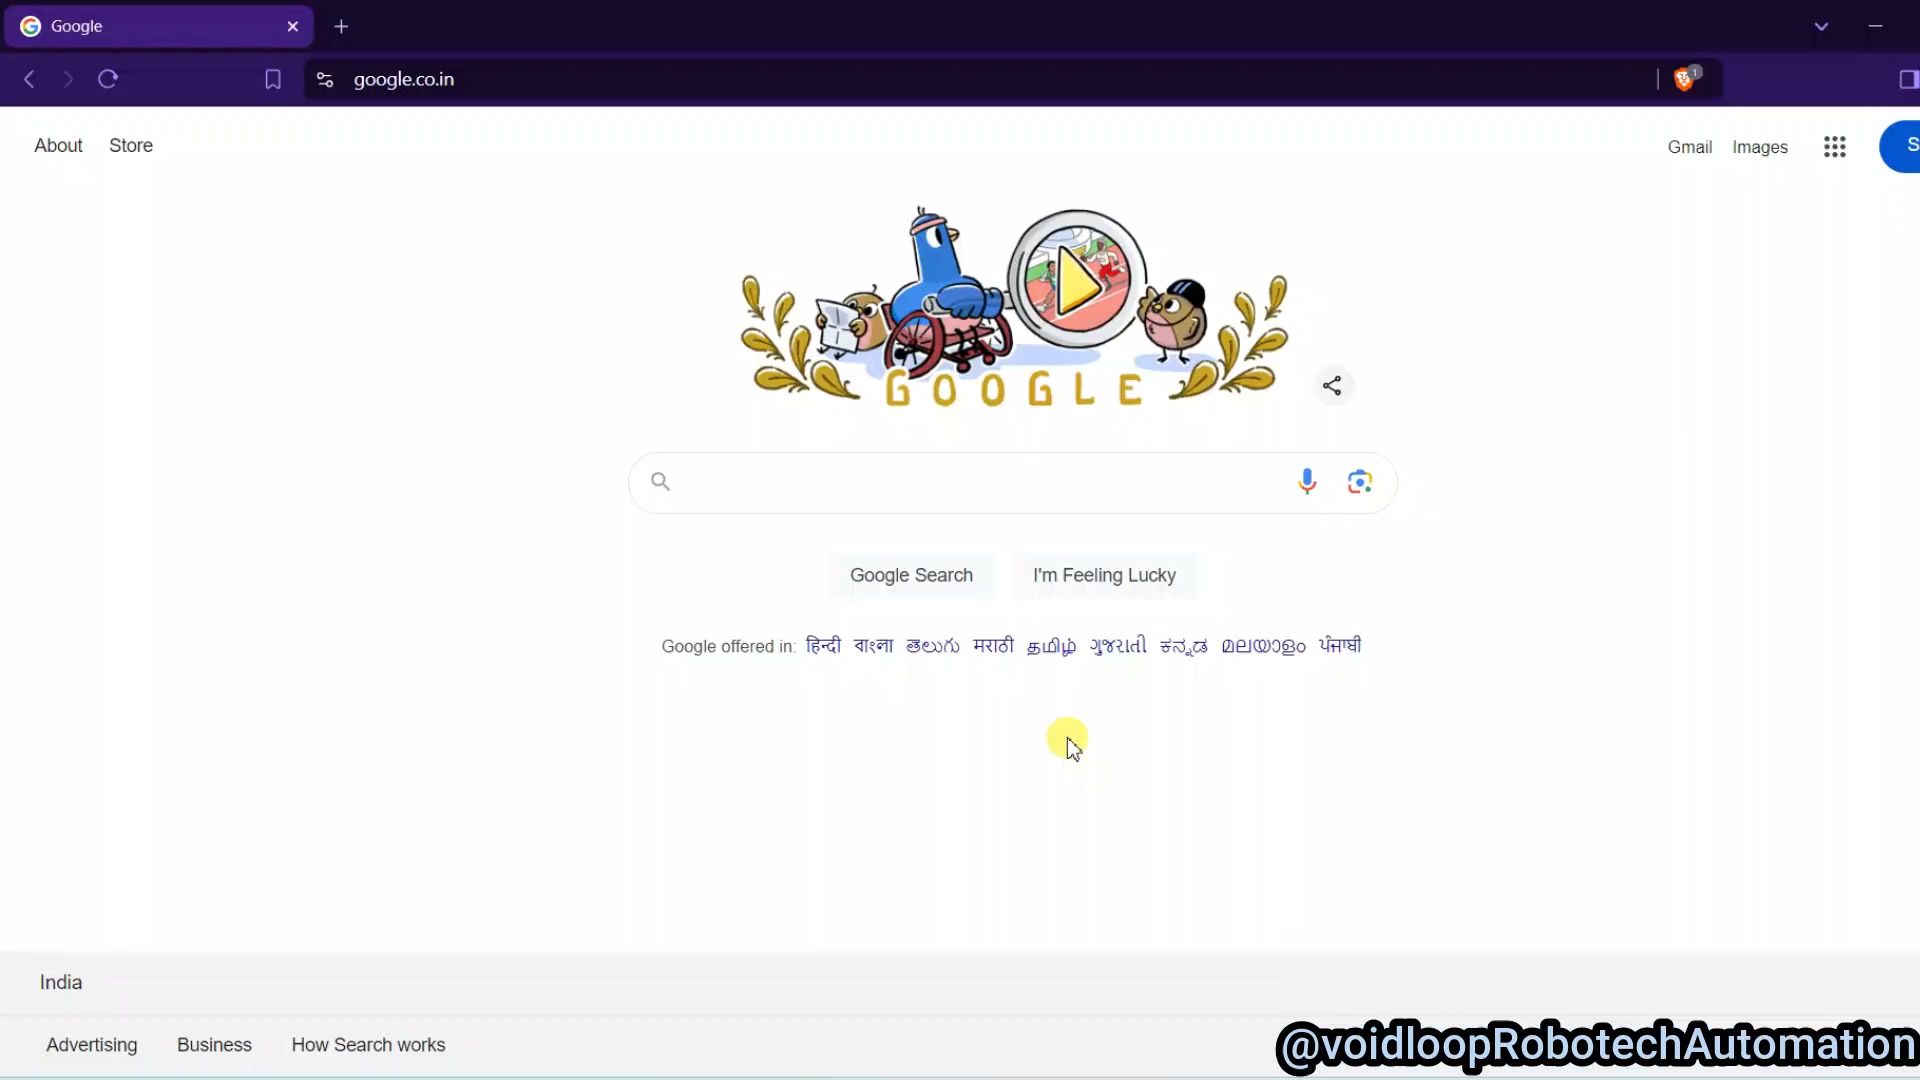 Google
google.co.in
1
About Store
Gmail Images
S
GOOGLE
Google Search I'm Feeling Lucky
Google offered in: हिन्दी বাংলা తెలుగు मराठी தமிழ் ગુજરાતી ಕನ್ನಡ മലയാളം ਪੰਜਾਬੀ
India
Advertising Business How Search works
@voidloopRobotechAutomation